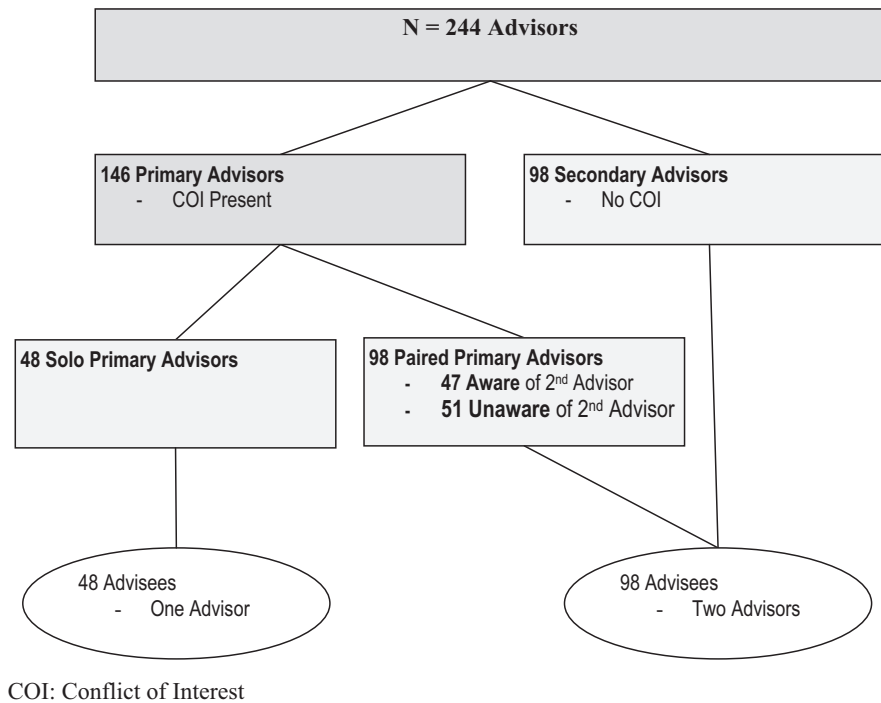 N = 244 Advisors
146 Primary Advisors
- COI Present
98 Secondary Advisors
- No COI
48 Solo Primary Advisors
98 Paired Primary Advisors
- 47 Aware of 2nd Advisor
- 51 Unaware of 2nd Advisor
48 Advisees
- One Advisor
98 Advisees
- Two Advisors
COI: Conflict of Interest